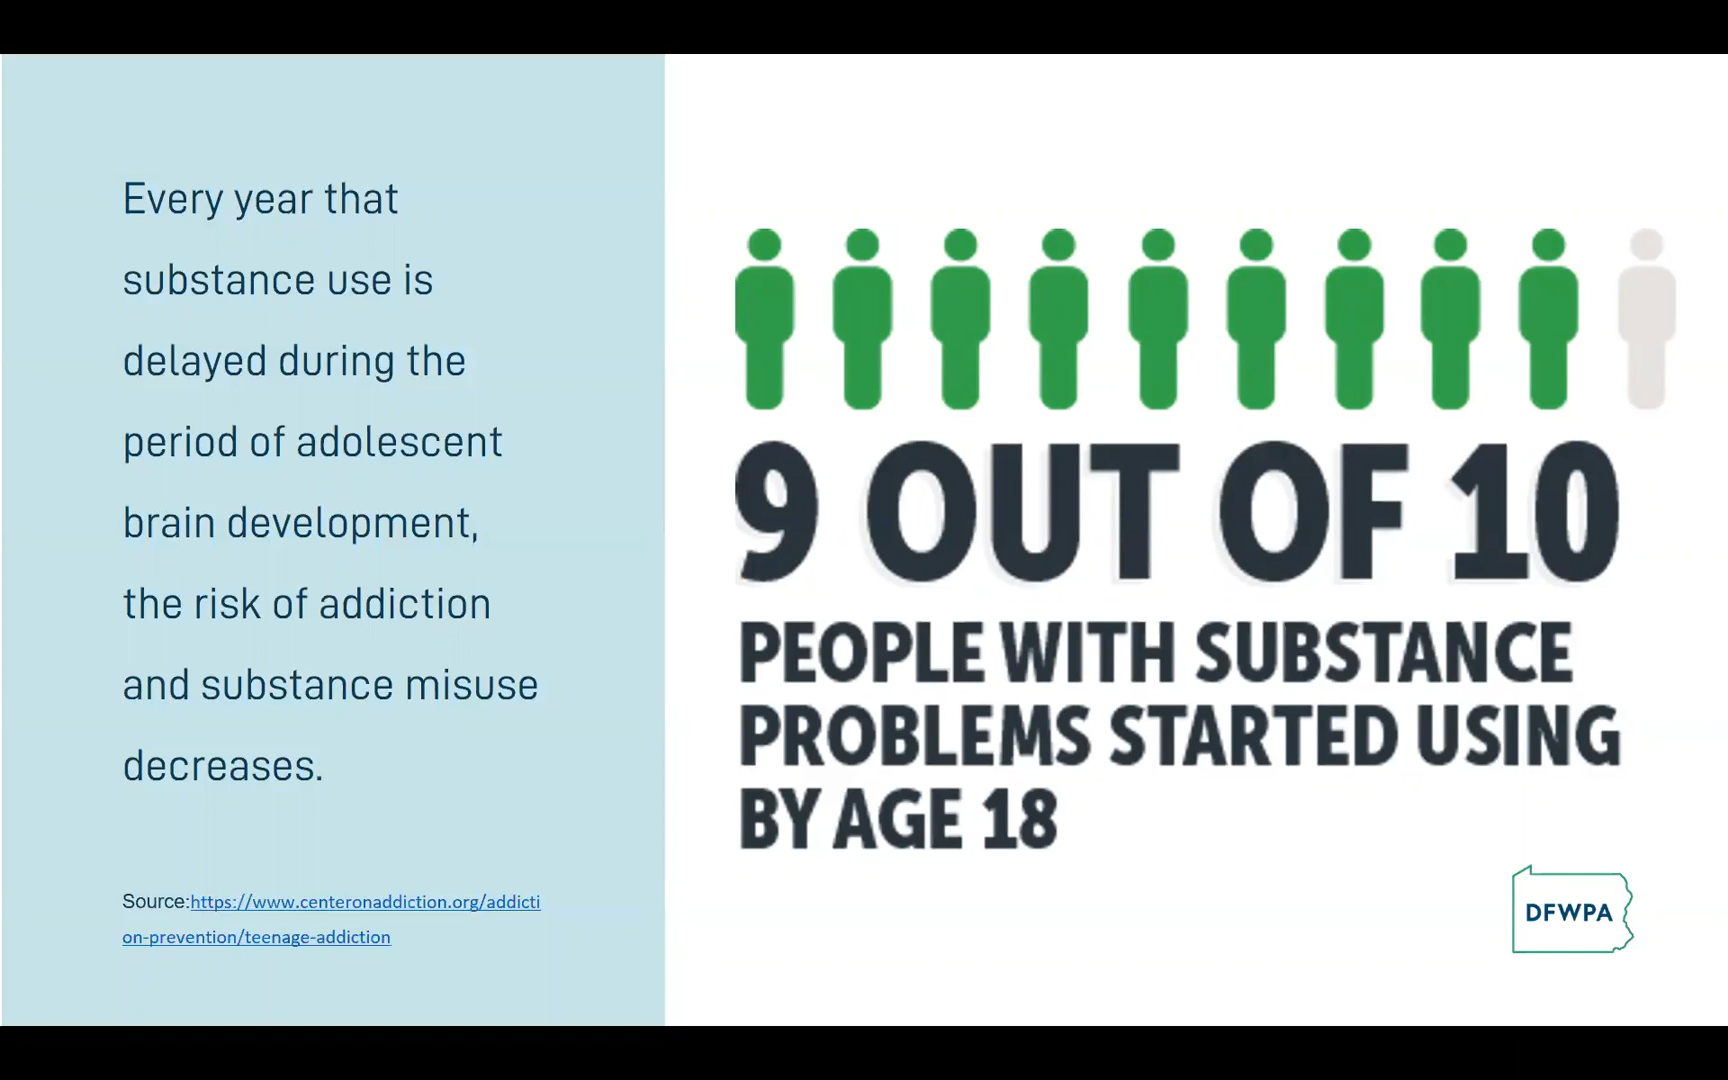 Every year that
substance use is
delayed during the
period of adolescent
brain development,
the risk of addiction
and substance misuse
decreases.
Source:https://www.centeronaddiction.org/addicti
on-prevention/teenage-addiction
9 OUT OF 10
PEOPLE WITH SUBSTANCE
PROBLEMS STARTED USING
BY AGE 18
DFWPA